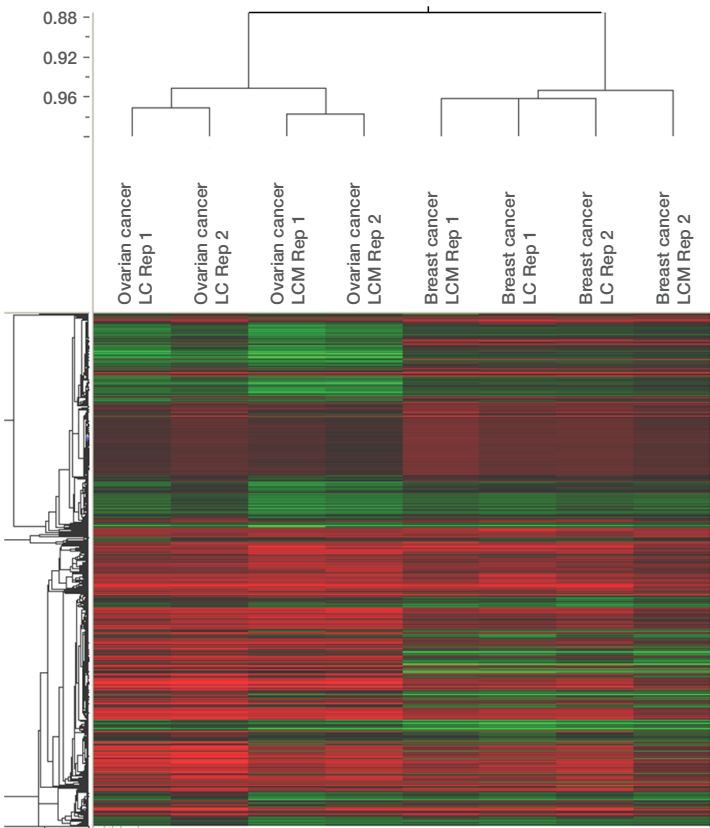 0.88
0.92
0.96
Ovarian cancer
LC Rep 1
Ovarian cancer
LC Rep 2
Ovarian cancer
LCM Rep 1
Ovarian cancer
LCM Rep 2
Breast cancer
LCM Rep 1
Breast cancer
LC Rep 1
Breast cancer
LC Rep 2
Breast cancer
LCM Rep 2